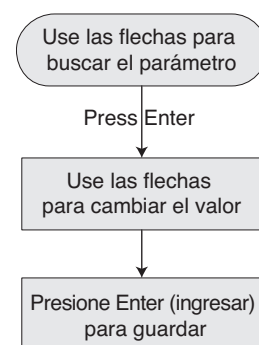 Use las flechas para
buscar el parámetro
Press Enter
Use las flechas
para cambiar el valor
Presione Enter (ingresar)
para guardar